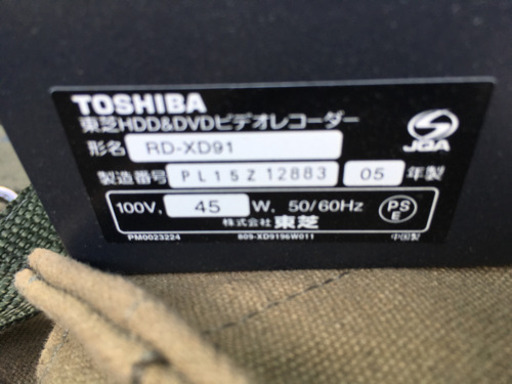 TOSHIBA
東芝HDD&DVDビデオレコーダー
形名 RD-XD91
製造番号 PL15Z12883 05 年製
JQA
100V, 45 W, 50/60Hz
PS
E
株式会社 東芝
PM0023224 809-XD9196W011 中国製